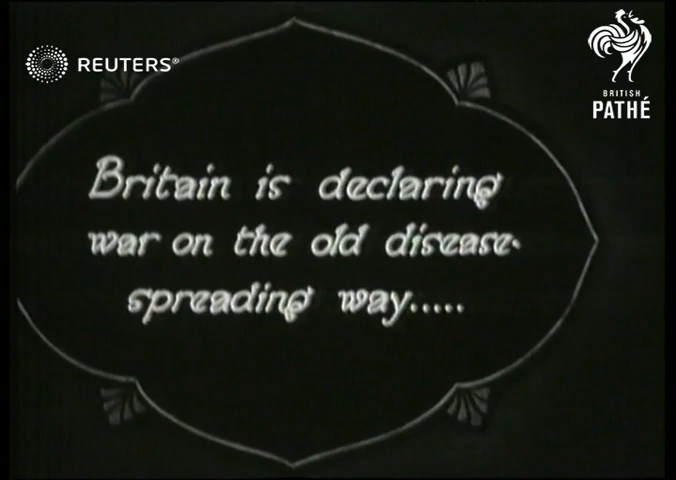 REUTERS®
BRITISH
PATHÉ
Britain is declaring
war on the old disease-
spreading way.....